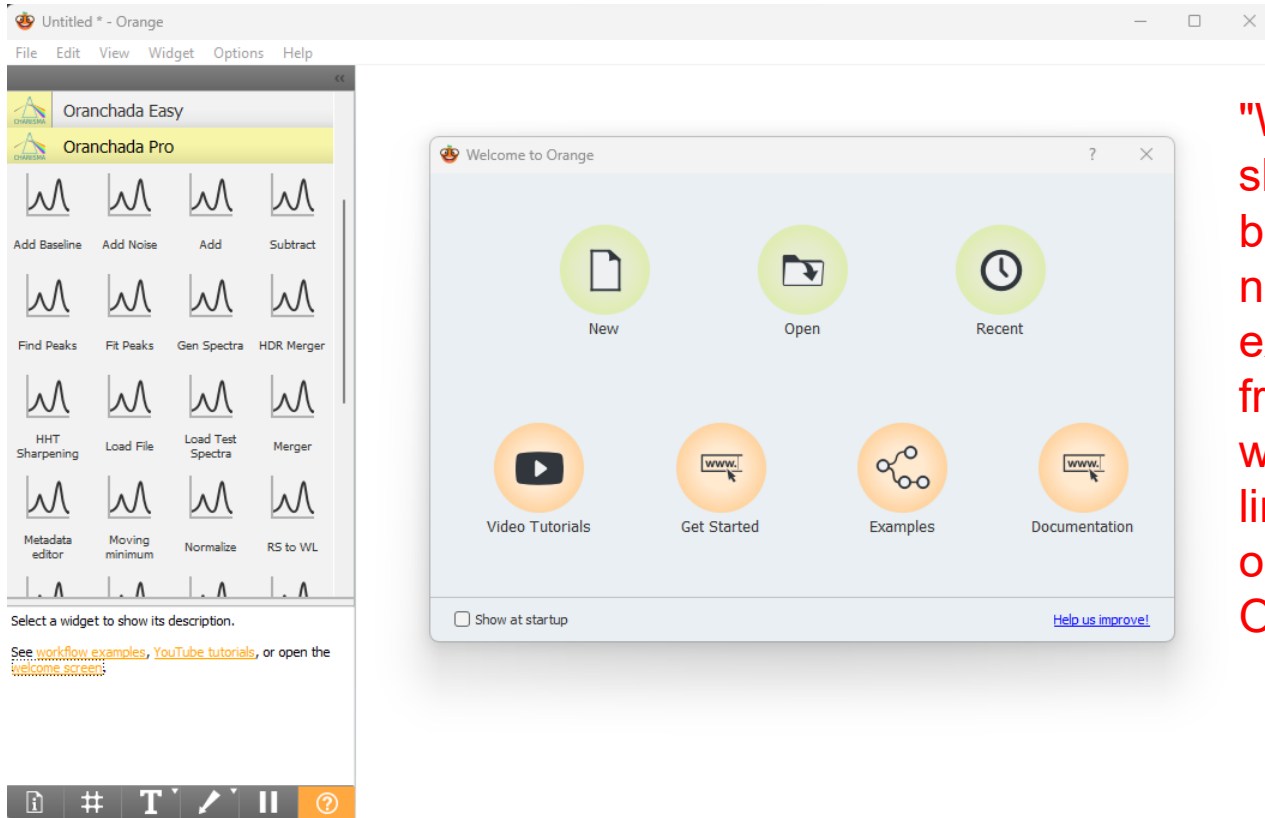 Untitled * - Orange
File Edit View Widget Options Help
Oranchada Easy
Oranchada Pro
Add Baseline Add Noise Add Subtract
Find Peaks Fit Peaks Gen Spectra HDR Merger
HHT Sharpening Load File Load Test Spectra Merger
Metadata editor Moving minimum Normalize RS to WL
Select a widget to show its description.
See workflow examples, YouTube tutorials, or open the
welcome screen.
Welcome to Orange
New Open Recent
Video Tutorials Get Started Examples Documentation
Show at startup Help us improve!